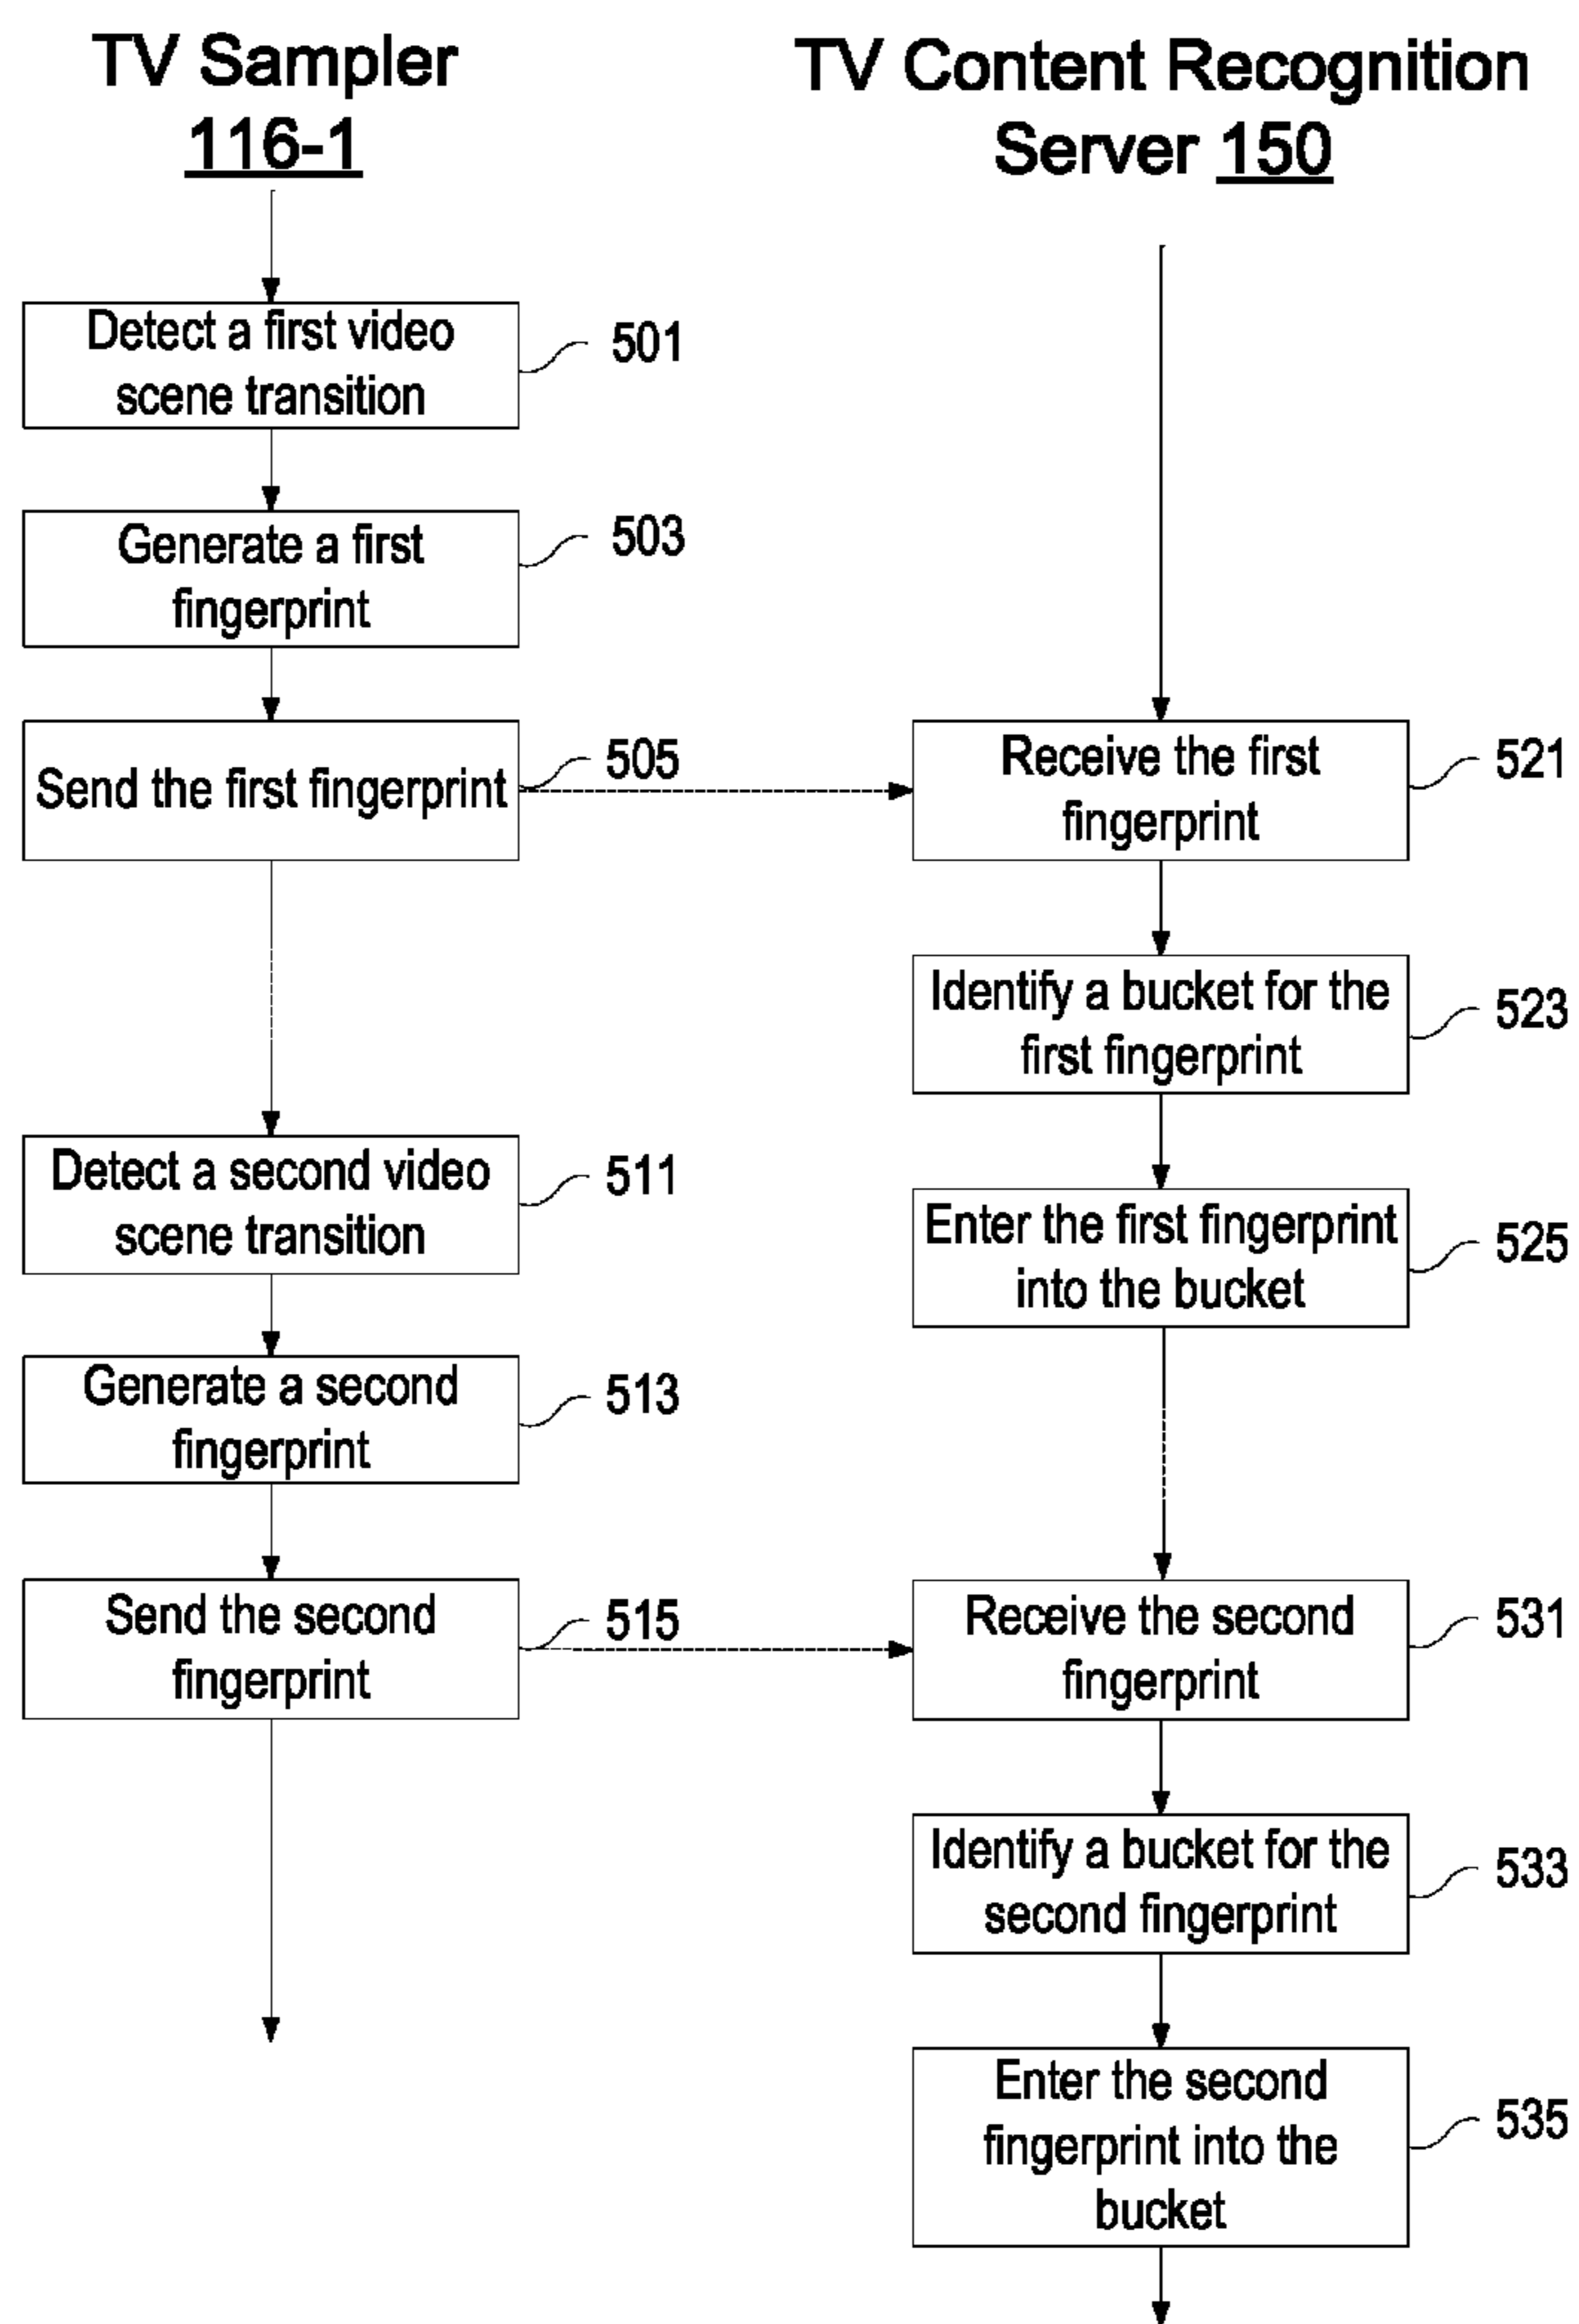 TV Sampler
116-1
Detect a first video
scene transition
501
Generate a first
fingerprint
503
Send the first fingerprint
505
Detect a second video
scene transition
511
Generate a second
fingerprint
513
Send the second
fingerprint
515
TV Content Recognition
Server 150
Receive the first
fingerprint
521
Identify a bucket for the
first fingerprint
523
Enter the first fingerprint
into the bucket
525
Receive the second
fingerprint
531
Identify a bucket for the
second fingerprint
533
Enter the second
fingerprint into the
bucket
535